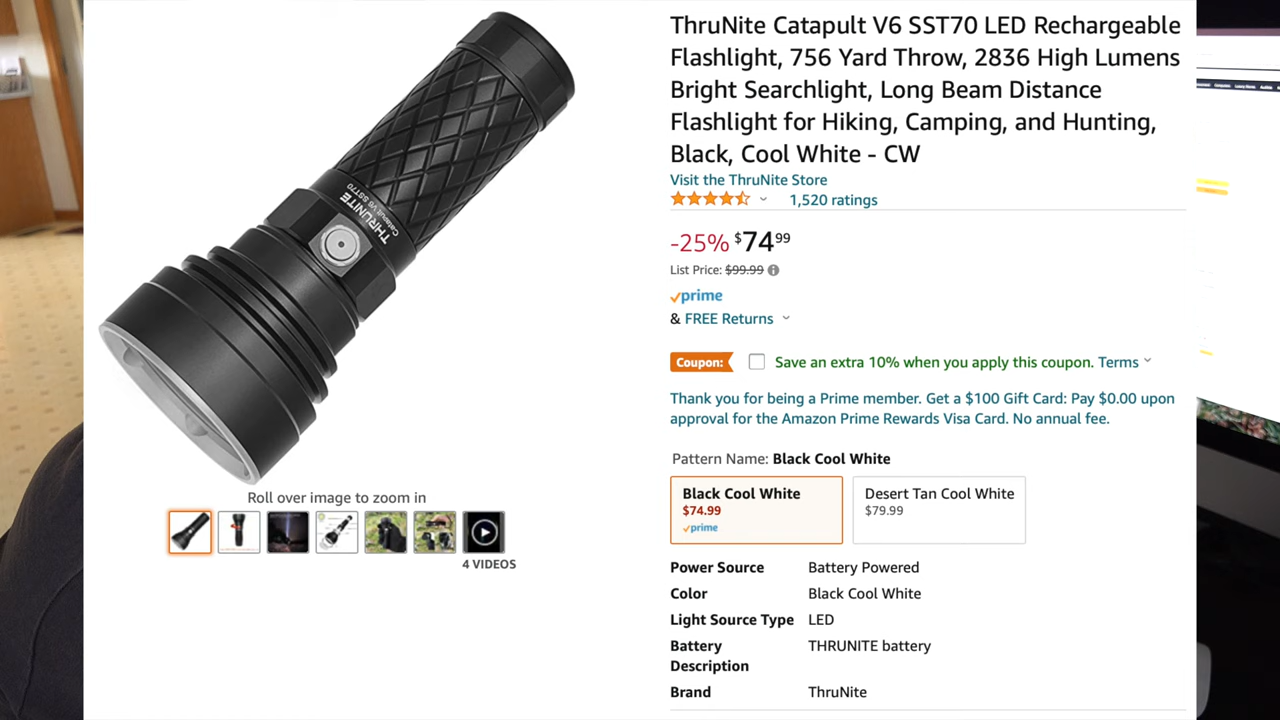 ThruNite Catapult V6 SST70 LED Rechargeable
Flashlight, 756 Yard Throw, 2836 High Lumens
Bright Searchlight, Long Beam Distance
Flashlight for Hiking, Camping, and Hunting,
Black, Cool White - CW
Visit the ThruNite Store
1,520 ratings
-25% $74.99
List Price: $99.99
prime
& FREE Returns
Coupon: Save an extra 10% when you apply this coupon. Terms
Thank you for being a Prime member. Get a $100 Gift Card: Pay $0.00 upon
approval for the Amazon Prime Rewards Visa Card. No annual fee.
Pattern Name: Black Cool White
Black Cool White
$74.99
prime
Desert Tan Cool White
$79.99
Power Source Battery Powered
Color Black Cool White
Light Source Type LED
Battery Description THRUNITE battery
Brand ThruNite
THRUNITE
Catapult V6 SST70
Roll over image to zoom in
4 VIDEOS